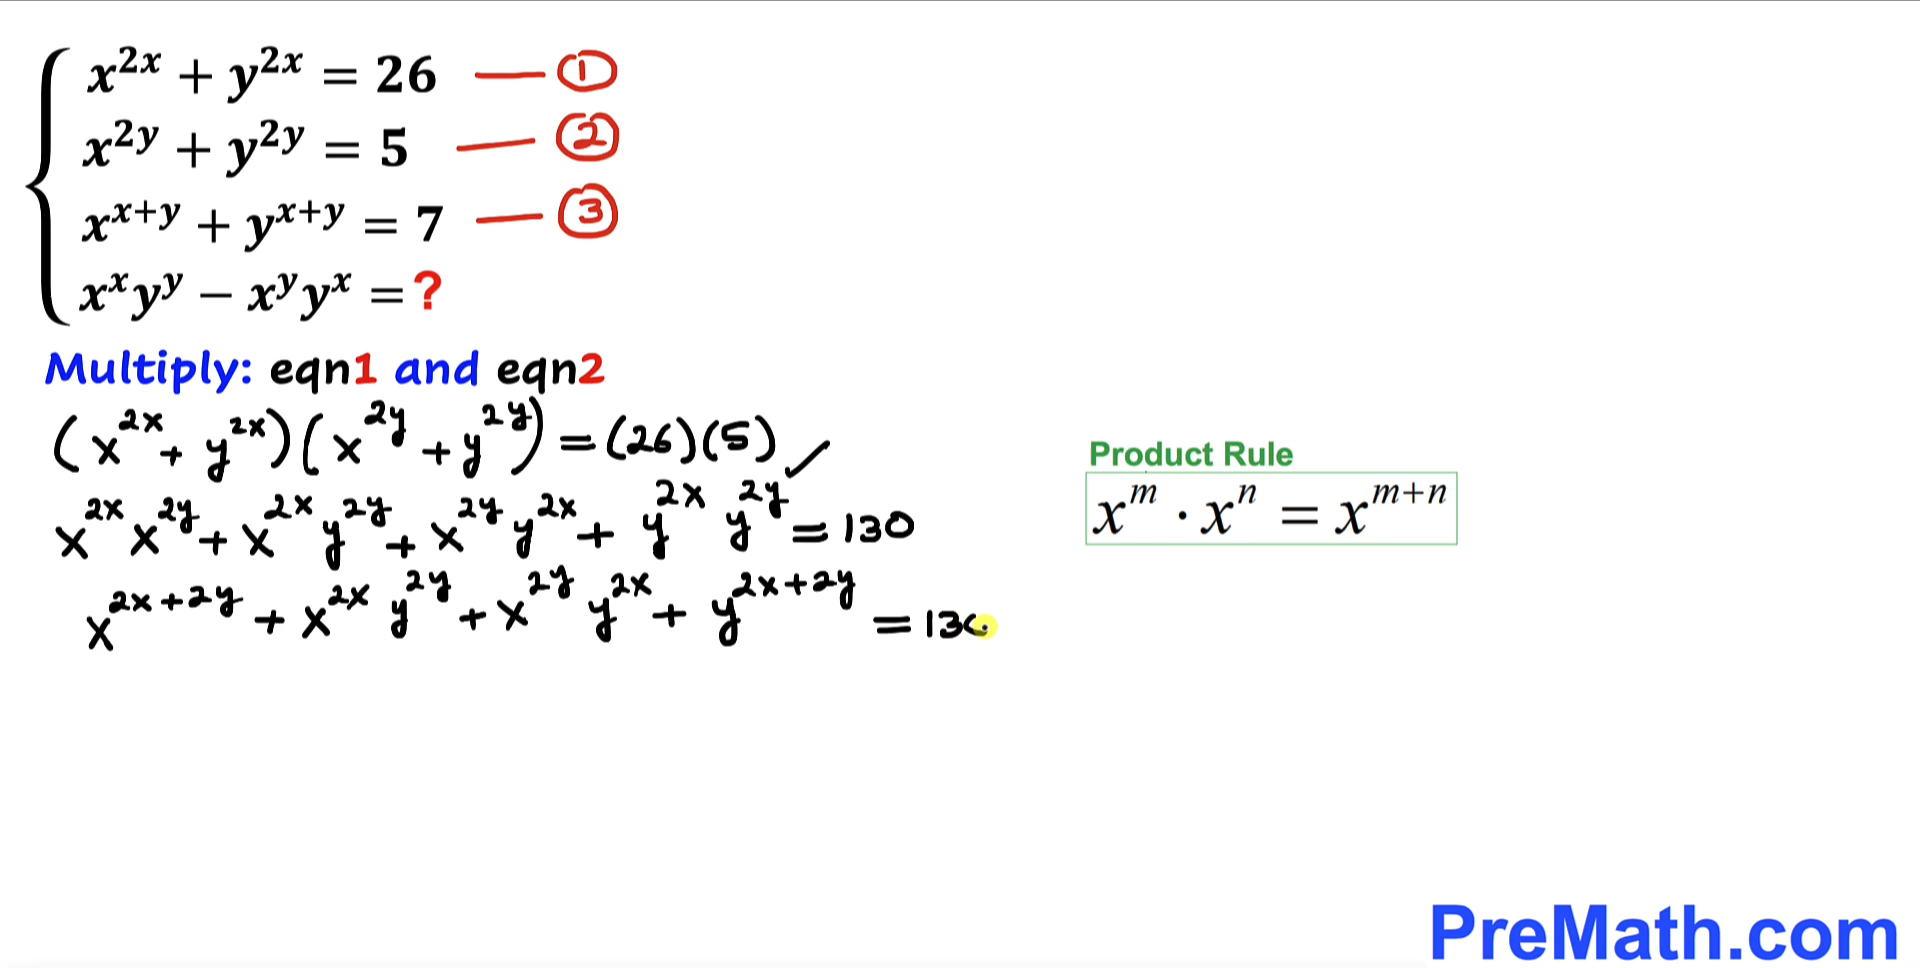 x^{2x} + y^{2x} = 26 — ①
x^{2y} + y^{2y} = 5 — ②
x^{x+y} + y^{x+y} = 7 — ③
x^x y^y − x^y y^x = ?
Multiply: eqn1 and eqn2
(x^{2x} + y^{2x})(x^{2y} + y^{2y}) = (26)(5)
x^{2x} x^{2y} + x^{2x} y^{2y} + x^{2y} y^{2x} + y^{2x} y^{2y} = 130
x^{2x+2y} + x^{2x} y^{2y} + x^{2y} y^{2x} + y^{2x+2y} = 13
Product Rule
x^m · x^n = x^{m+n}
PreMath.com